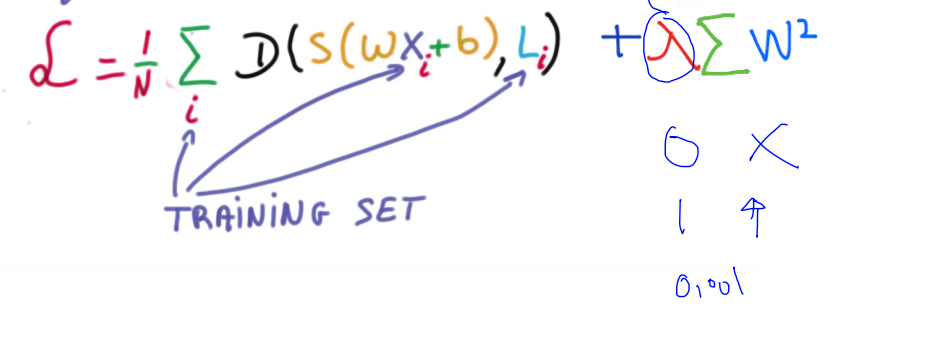 ℒ = 1/N Σ D(S(WXᵢ+b), Lᵢ) + λ Σ W²
i
0 X
TRAINING SET 1 ↑
0,001